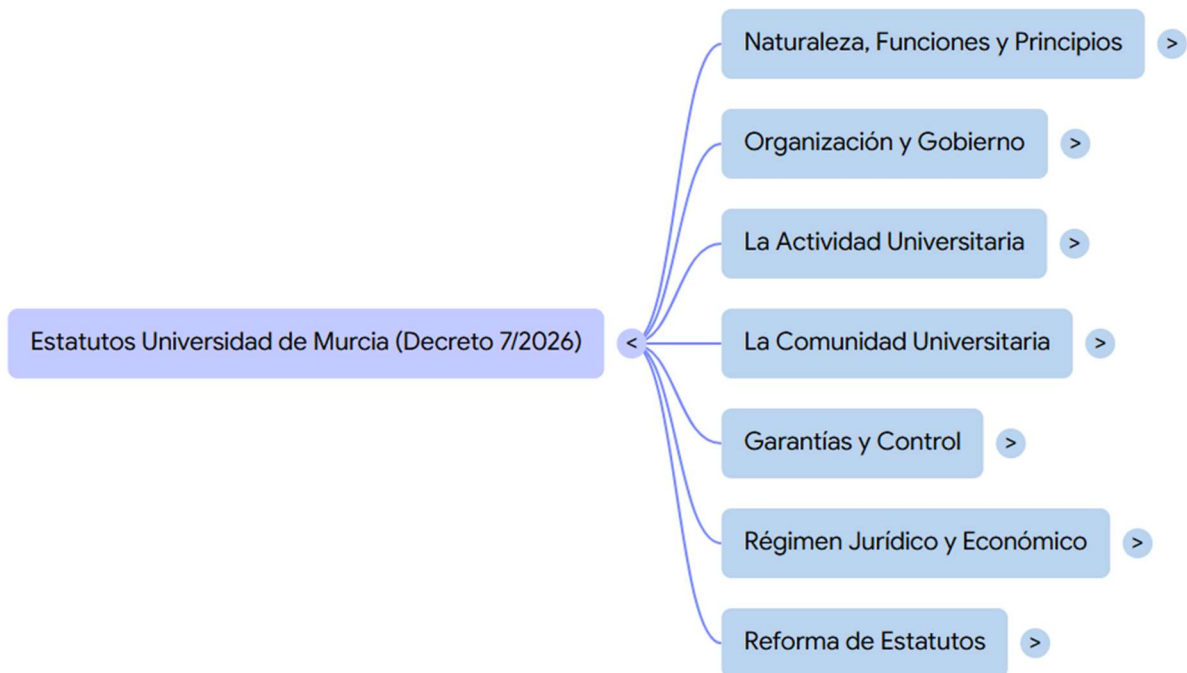 Naturaleza, Funciones y Principios >
Organización y Gobierno >
La Actividad Universitaria >
Estatutos Universidad de Murcia (Decreto 7/2026) <
La Comunidad Universitaria >
Garantías y Control >
Régimen Jurídico y Económico >
Reforma de Estatutos >